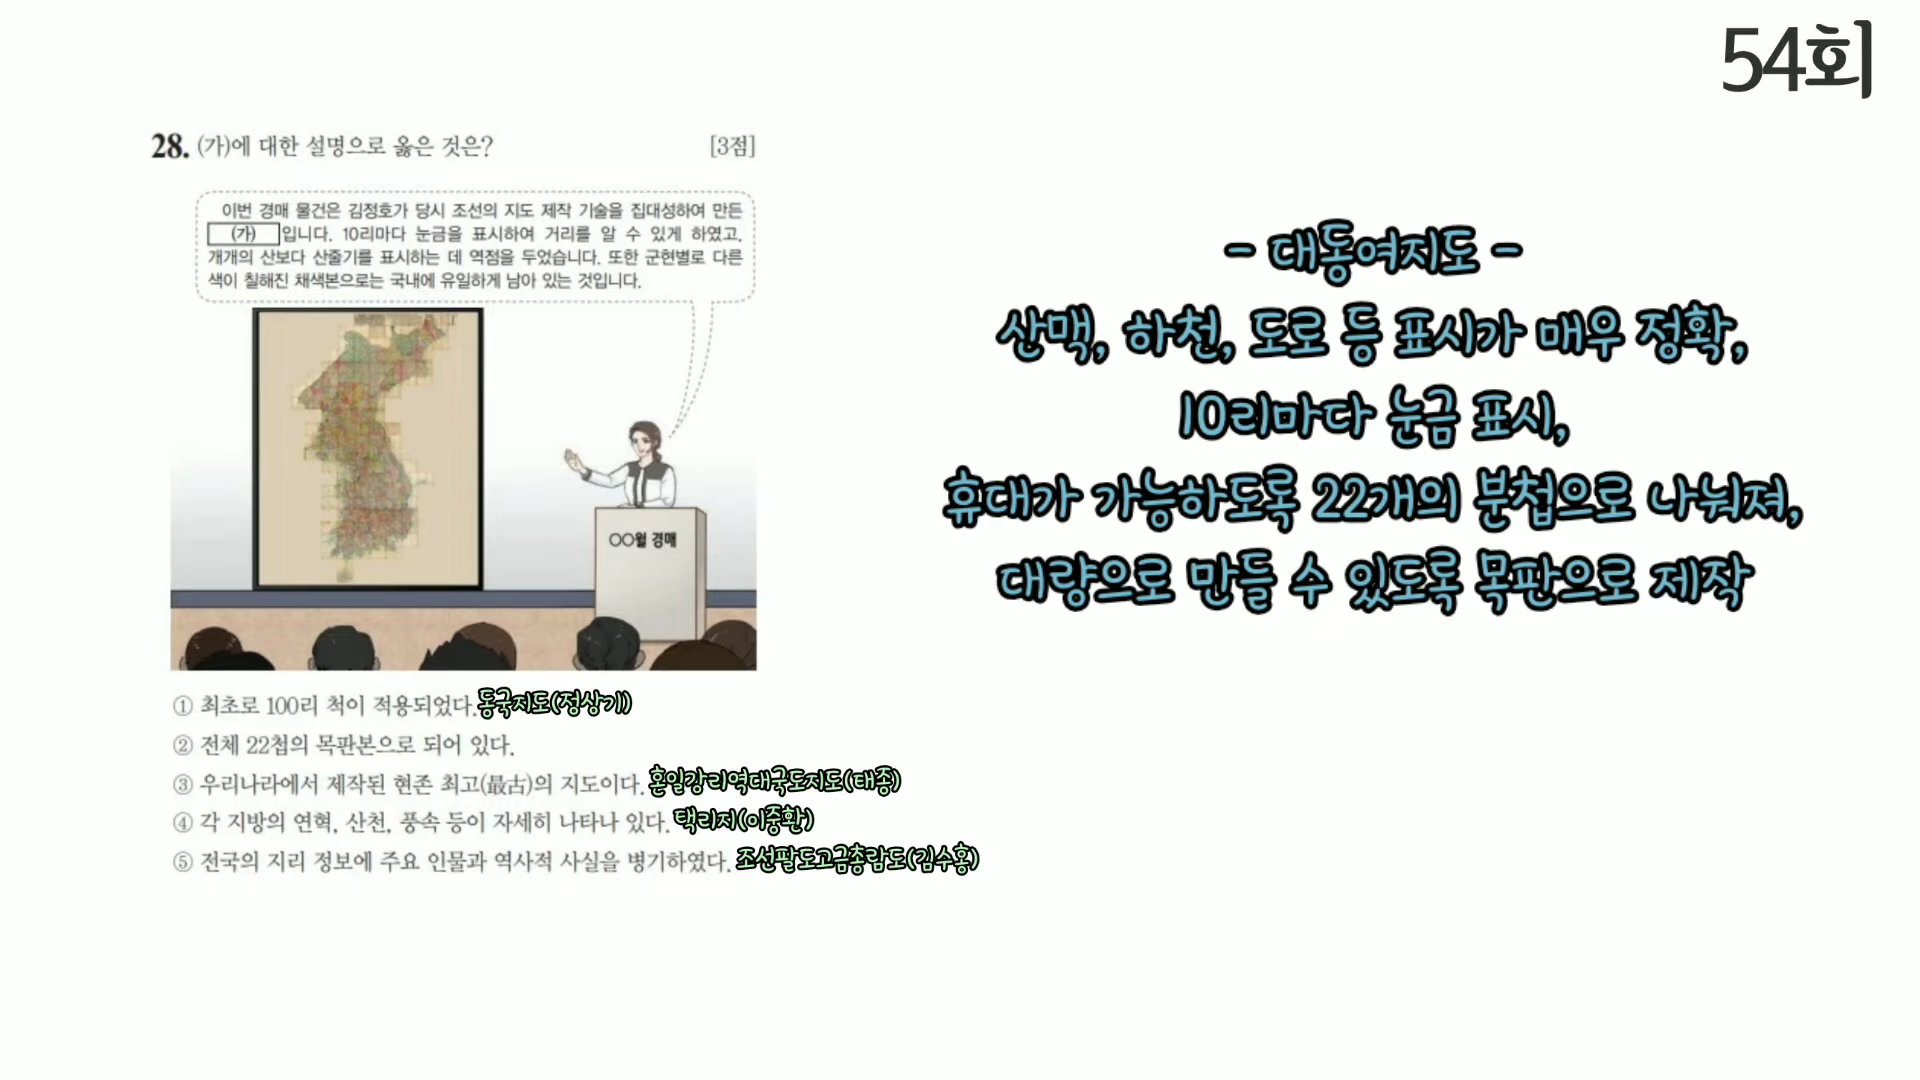 54회
28. (가)에 대한 설명으로 옳은 것은? [3점]
이번 경매 물건은 김정호가 당시 조선의 지도 제작 기술을 집대성하여 만든
(가) 입니다. 10리마다 눈금을 표시하여 거리를 알 수 있게 하였고,
개개의 산보다 산줄기를 표시하는 데 역점을 두었습니다. 또한 군현별로 다른
색이 칠해진 채색본으로는 국내에 유일하게 남아 있는 것입니다.
○○월 경매
① 최초로 100리 척이 적용되었다. 동국지도(정상기)
② 전체 22첩의 목판본으로 되어 있다.
③ 우리나라에서 제작된 현존 최고(最古)의 지도이다. 혼일강리역대국도지도(태종)
④ 각 지방의 연혁, 산천, 풍속 등이 자세히 나타나 있다. 택리지(이중환)
⑤ 전국의 지리 정보에 주요 인물과 역사적 사실을 병기하였다. 조선팔도고금총람도(김수홍)
- 대동여지도 -
산맥, 하천, 도로 등 표시가 매우 정확,
10리마다 눈금 표시,
휴대가 가능하도록 22개의 분첩으로 나눠져,
대량으로 만들 수 있도록 목판으로 제작